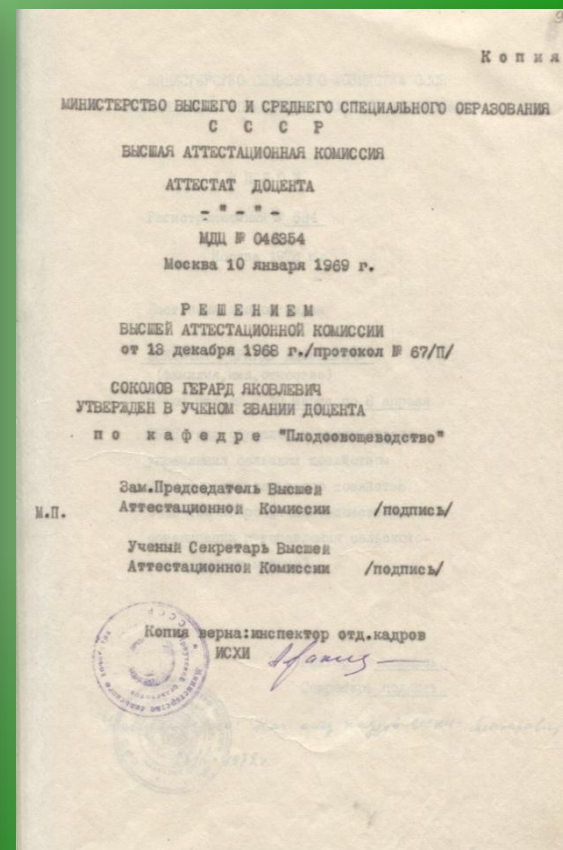 Копия
МИНИСТЕРСТВО ВЫСШЕГО И СРЕДНЕГО СПЕЦИАЛЬНОГО ОБРАЗОВАНИЯ
С С С Р
ВЫСШАЯ АТТЕСТАЦИОННАЯ КОМИССИЯ
АТТЕСТАТ ДОЦЕНТА
- " - " -
МДЦ № 046354
Москва 10 января 1969 г.
Р Е Ш Е Н И Е М
ВЫСШЕЙ АТТЕСТАЦИОННОЙ КОМИССИИ
от 13 декабря 1968 г./протокол № 67/П/
СОКОЛОВ ГЕРАРД ЯКОВЛЕВИЧ
УТВЕРЖДЕН В УЧЕНОМ ЗВАНИИ ДОЦЕНТА
по кафедре "Плодоовощеводство"
Зам.Председатель Высшей
М.П. Аттестационной Комиссии /подпись/
Ученый Секретарь Высшей
Аттестационной Комиссии /подпись/
Копия верна:инспектор отд.кадров
ИСХИ